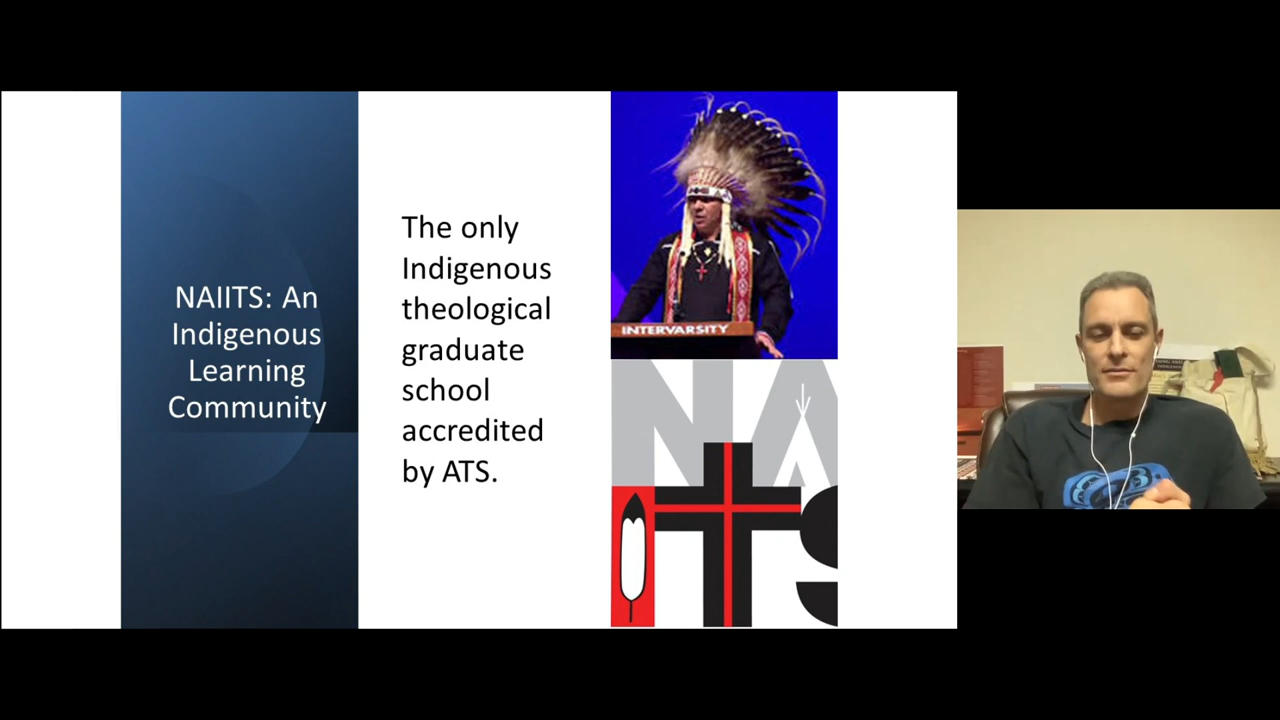 NAIITS: An
Indigenous
Learning
Community
The only
Indigenous
theological
graduate
school
accredited
by ATS.
INTERVARSITY
NA
iTS